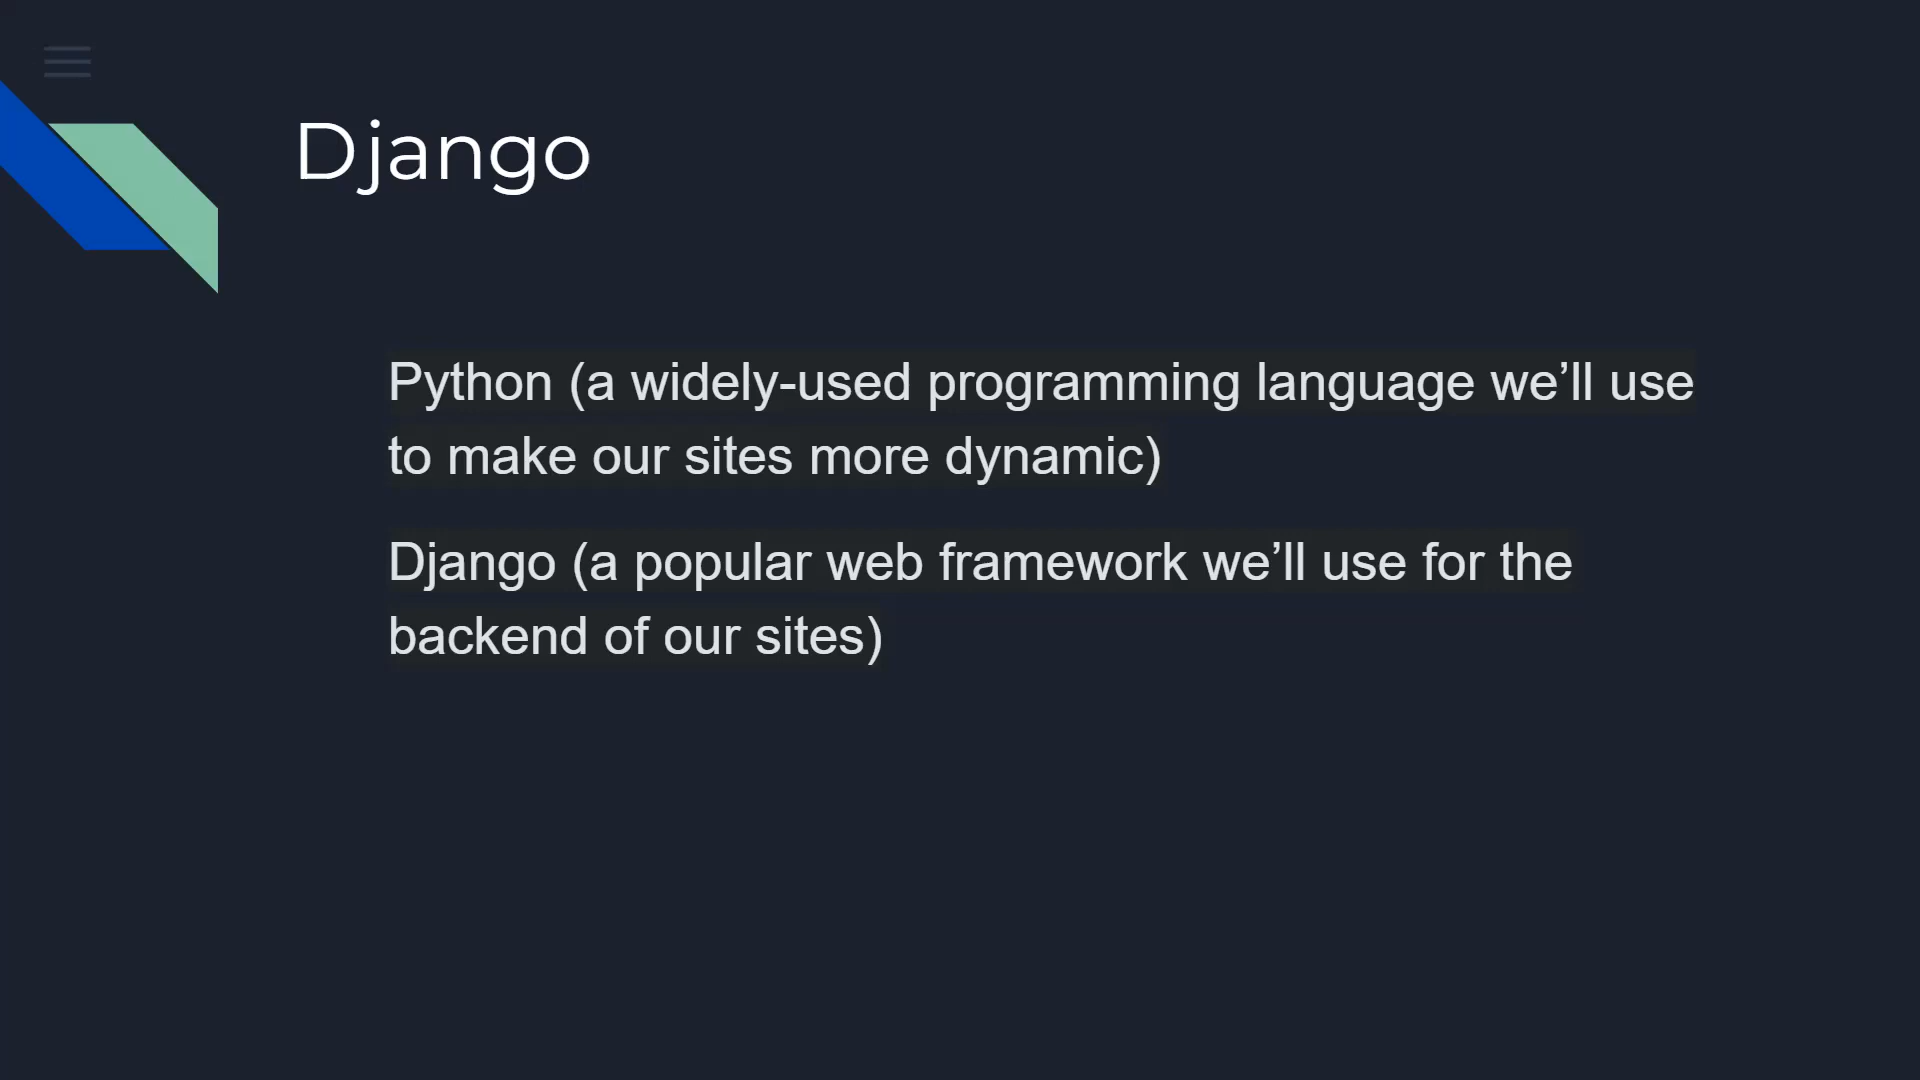 Django
Python (a widely-used programming language we’ll use
to make our sites more dynamic)
Django (a popular web framework we’ll use for the
backend of our sites)